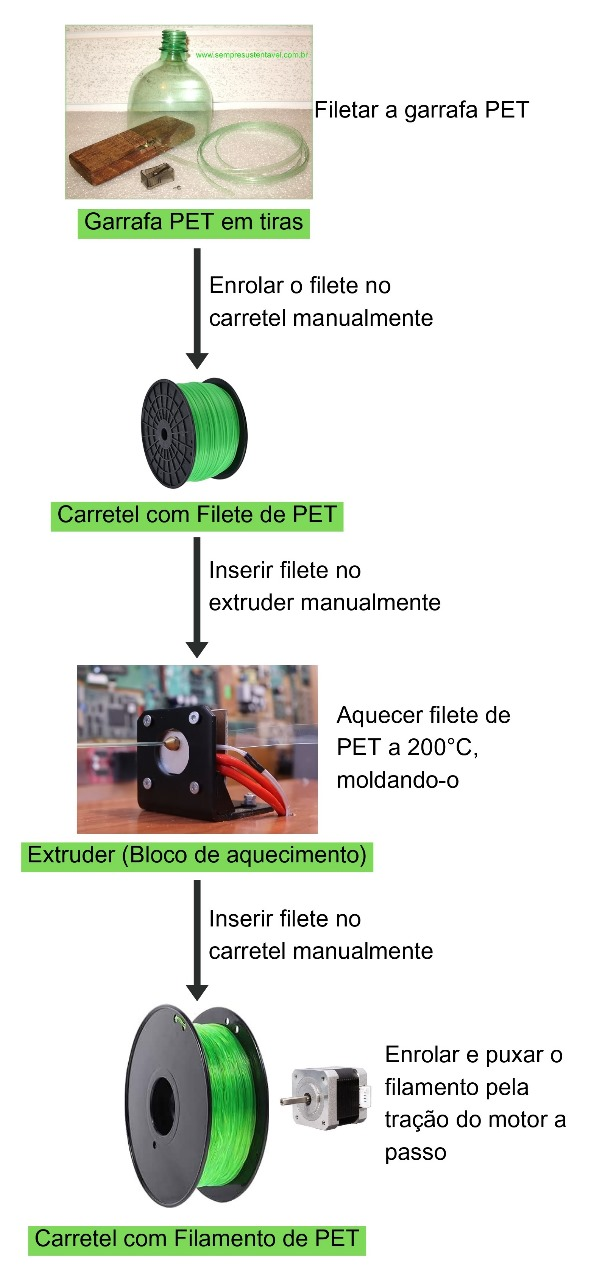 www.sempresustentavel.com.br
Filetar a garrafa PET
Garrafa PET em tiras
Enrolar o filete no
carretel manualmente
Carretel com Filete de PET
Inserir filete no
extruder manualmente
Aquecer filete de
PET a 200°C,
moldando-o
Extruder (Bloco de aquecimento)
Inserir filete no
carretel manualmente
Enrolar e puxar o
filamento pela
tração do motor a
passo
Carretel com Filamento de PET